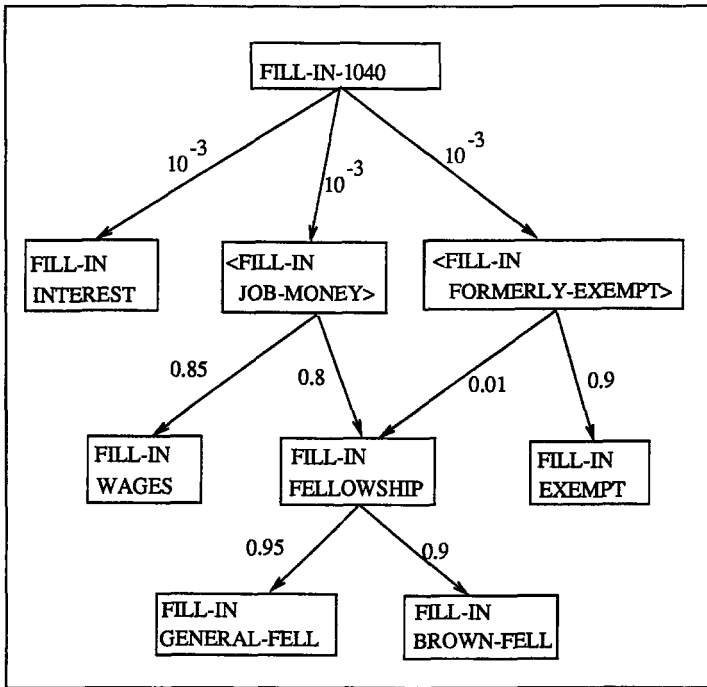 FILL-IN-1040
10^-3
10^-3
10^-3
FILL-IN
INTEREST
<FILL-IN
JOB-MONEY>
<FILL-IN
FORMERLY-EXEMPT>
0.85
0.8
0.01
0.9
FILL-IN
WAGES
FILL-IN
FELLOWSHIP
FILL-IN
EXEMPT
0.95
0.9
FILL-IN
GENERAL-FELL
FILL-IN
BROWN-FELL